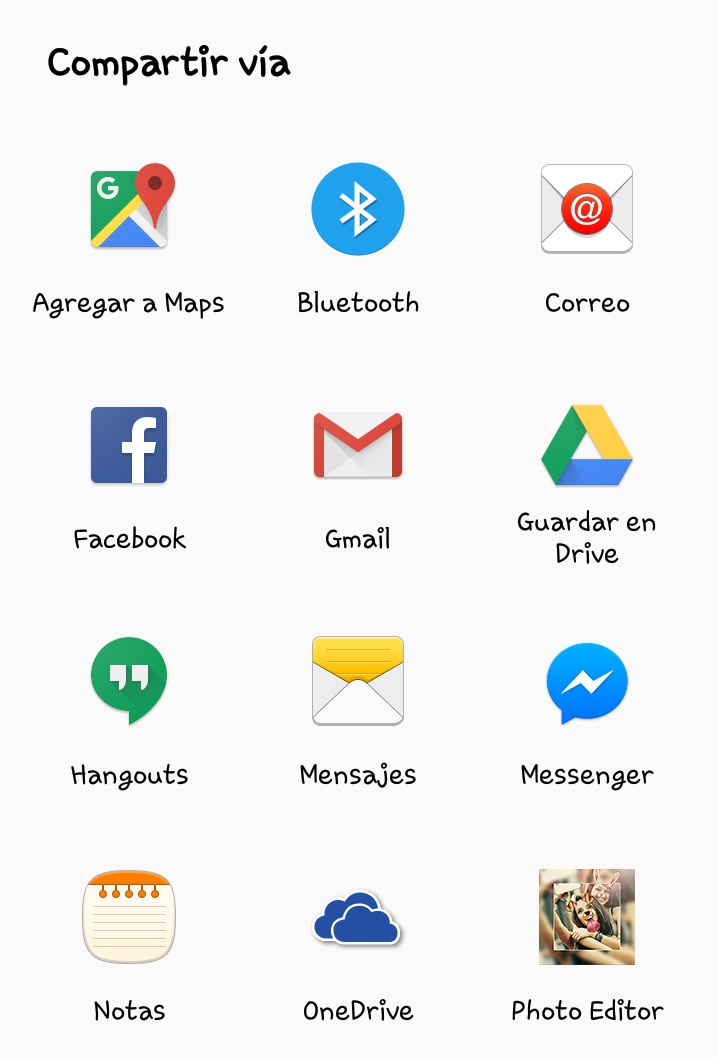 Compartir vía
Agregar a Maps
Bluetooth
Correo
Facebook
Gmail
Guardar en
Drive
Hangouts
Mensajes
Messenger
Notas
OneDrive
Photo Editor